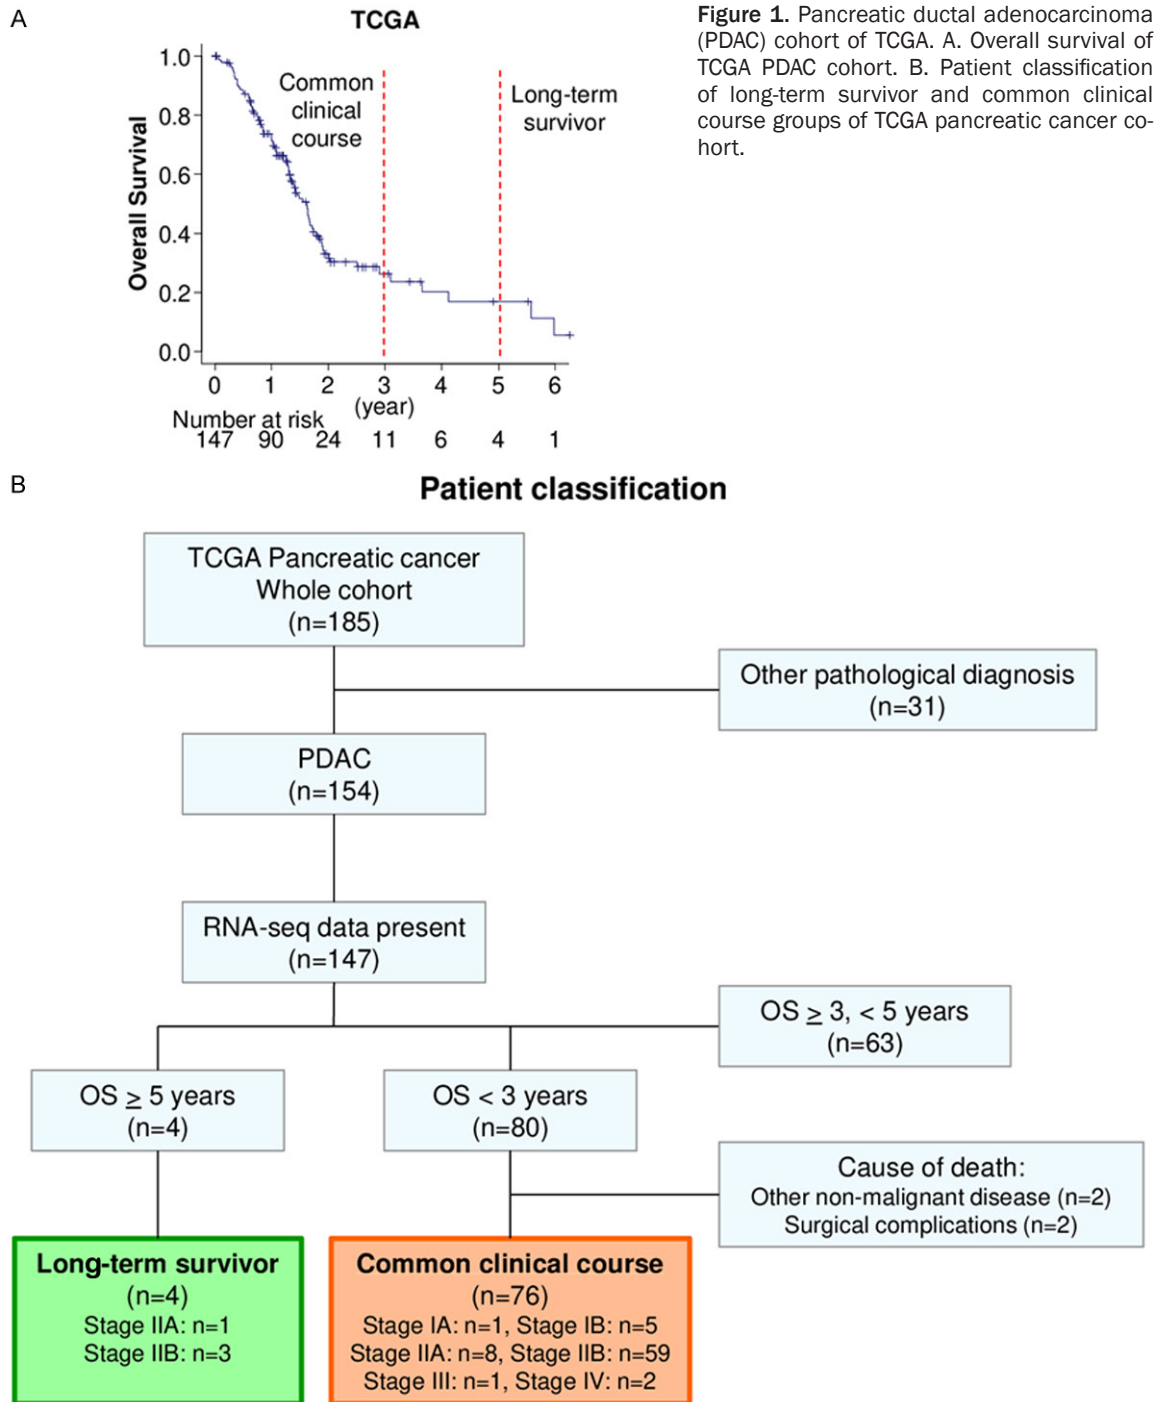 A
TCGA
Overall Survival
1.0
0.8
0.6
0.4
0.2
0.0
Common
clinical
course
Long-term
survivor
0 1 2 3 4 5 6
(year)
Number at risk
147 90 24 11 6 4 1
Figure 1. Pancreatic ductal adenocarcinoma
(PDAC) cohort of TCGA. A. Overall survival of
TCGA PDAC cohort. B. Patient classification
of long-term survivor and common clinical
course groups of TCGA pancreatic cancer co-
hort.
B
Patient classification
TCGA Pancreatic cancer
Whole cohort
(n=185)
Other pathological diagnosis
(n=31)
PDAC
(n=154)
RNA-seq data present
(n=147)
OS ≥ 3, < 5 years
(n=63)
OS ≥ 5 years
(n=4)
OS < 3 years
(n=80)
Cause of death:
Other non-malignant disease (n=2)
Surgical complications (n=2)
Long-term survivor
(n=4)
Stage IIA: n=1
Stage IIB: n=3
Common clinical course
(n=76)
Stage IA: n=1, Stage IB: n=5
Stage IIA: n=8, Stage IIB: n=59
Stage III: n=1, Stage IV: n=2